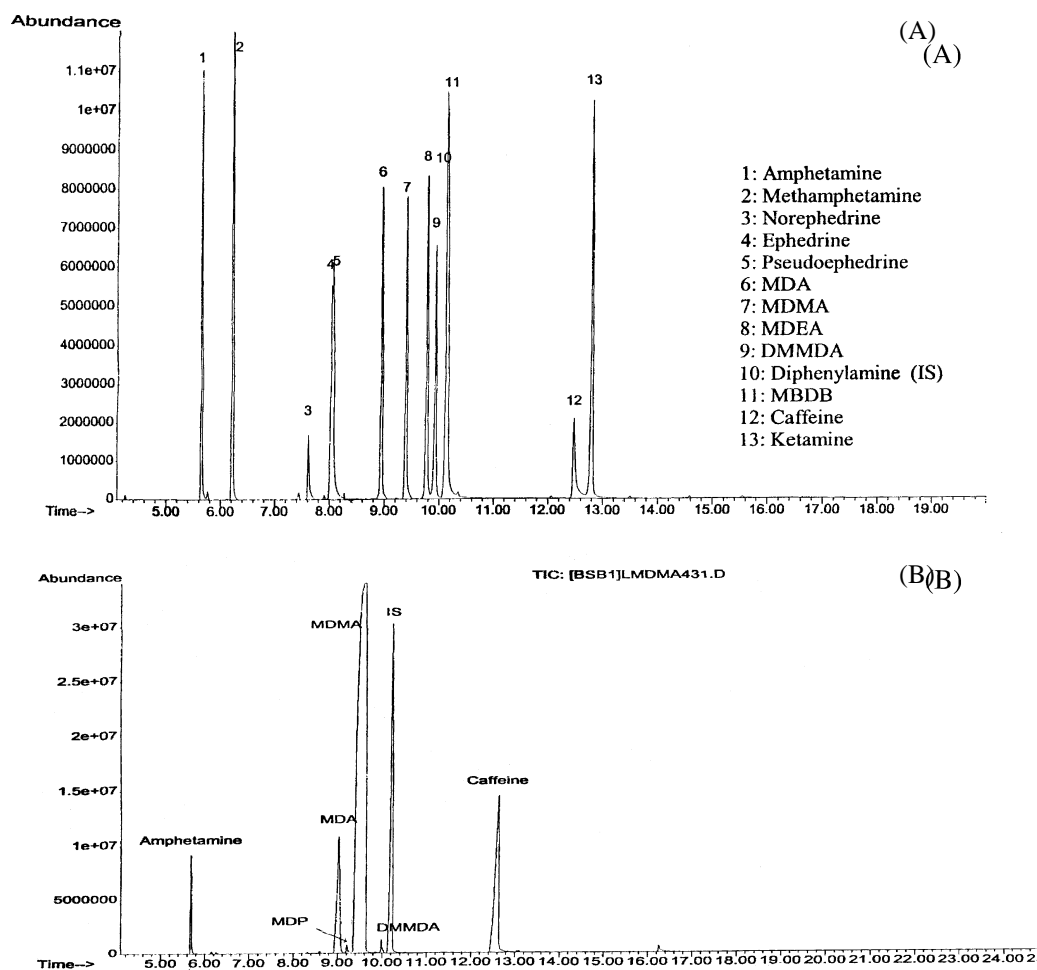 Abundance
(A)
(A)
1
2
1.1e+07
1e+07
9000000
8000000
7000000
6000000
5000000
4000000
3000000
2000000
1000000
0
3
4
5
6
7
8
9
10
11
12
13
1: Amphetamine
2: Methamphetamine
3: Norephedrine
4: Ephedrine
5: Pseudoephedrine
6: MDA
7: MDMA
8: MDEA
9: DMMDA
10: Diphenylamine (IS)
11: MBDB
12: Caffeine
13: Ketamine
Time--> 5.00 6.00 7.00 8.00 9.00 10.00 11.00 12.00 13.00 14.00 15.00 16.00 17.00 18.00 19.00
Abundance
TIC: [BSB1]LMDMA431.D
(B)
(B)
3e+07
2.5e+07
2e+07
1.5e+07
1e+07
5000000
0
MDMA
IS
Caffeine
MDA
Amphetamine
MDP
DMMDA
Time--> 5.00 6.00 7.00 8.00 9.00 10.00 11.00 12.00 13.00 14.00 15.00 16.00 17.00 18.00 19.00 20.00 21.00 22.00 23.00 24.00 2